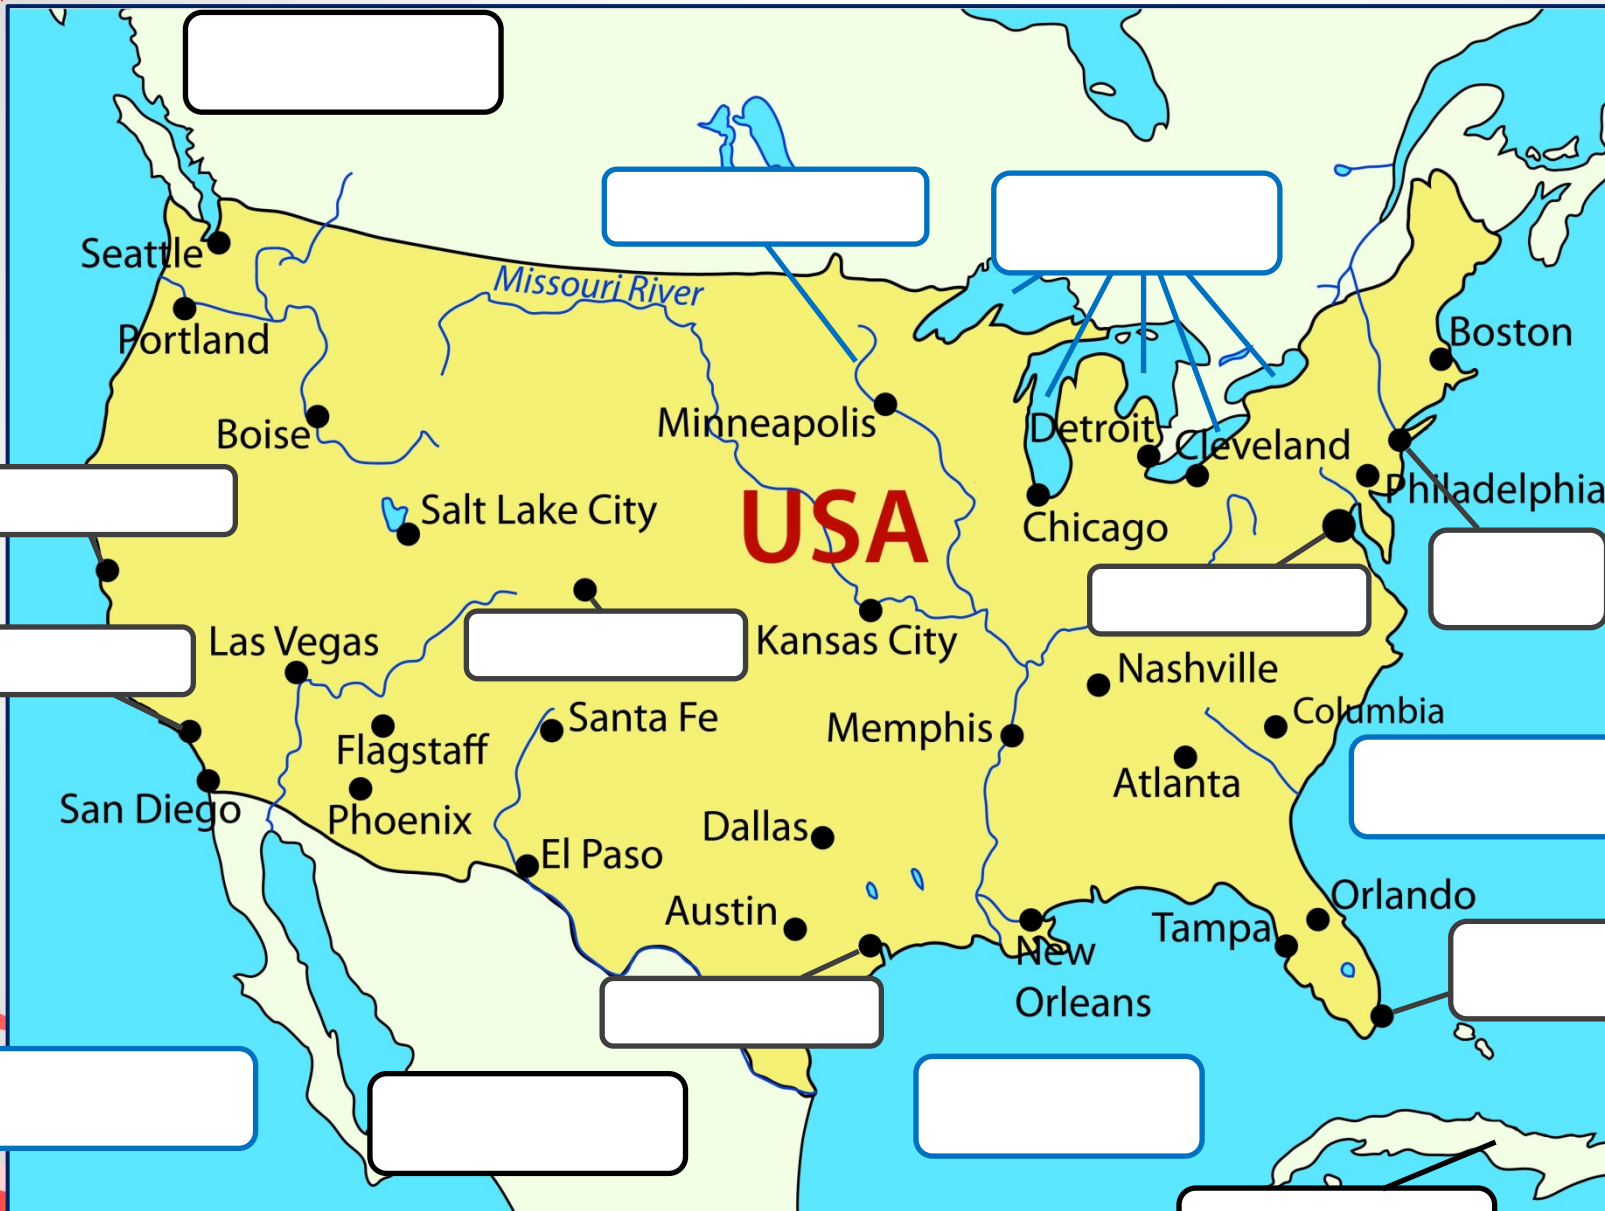 Seattle
Missouri River
Portland
Boston
Minneapolis
Boise
Detroit
Cleveland
Philadelphia
Salt Lake City
USA
Chicago
Las Vegas
Kansas City
Nashville
Santa Fe
Columbia
Memphis
Flagstaff
Atlanta
San Diego
Phoenix
Dallas
El Paso
Orlando
Austin
Tampa
New
Orleans